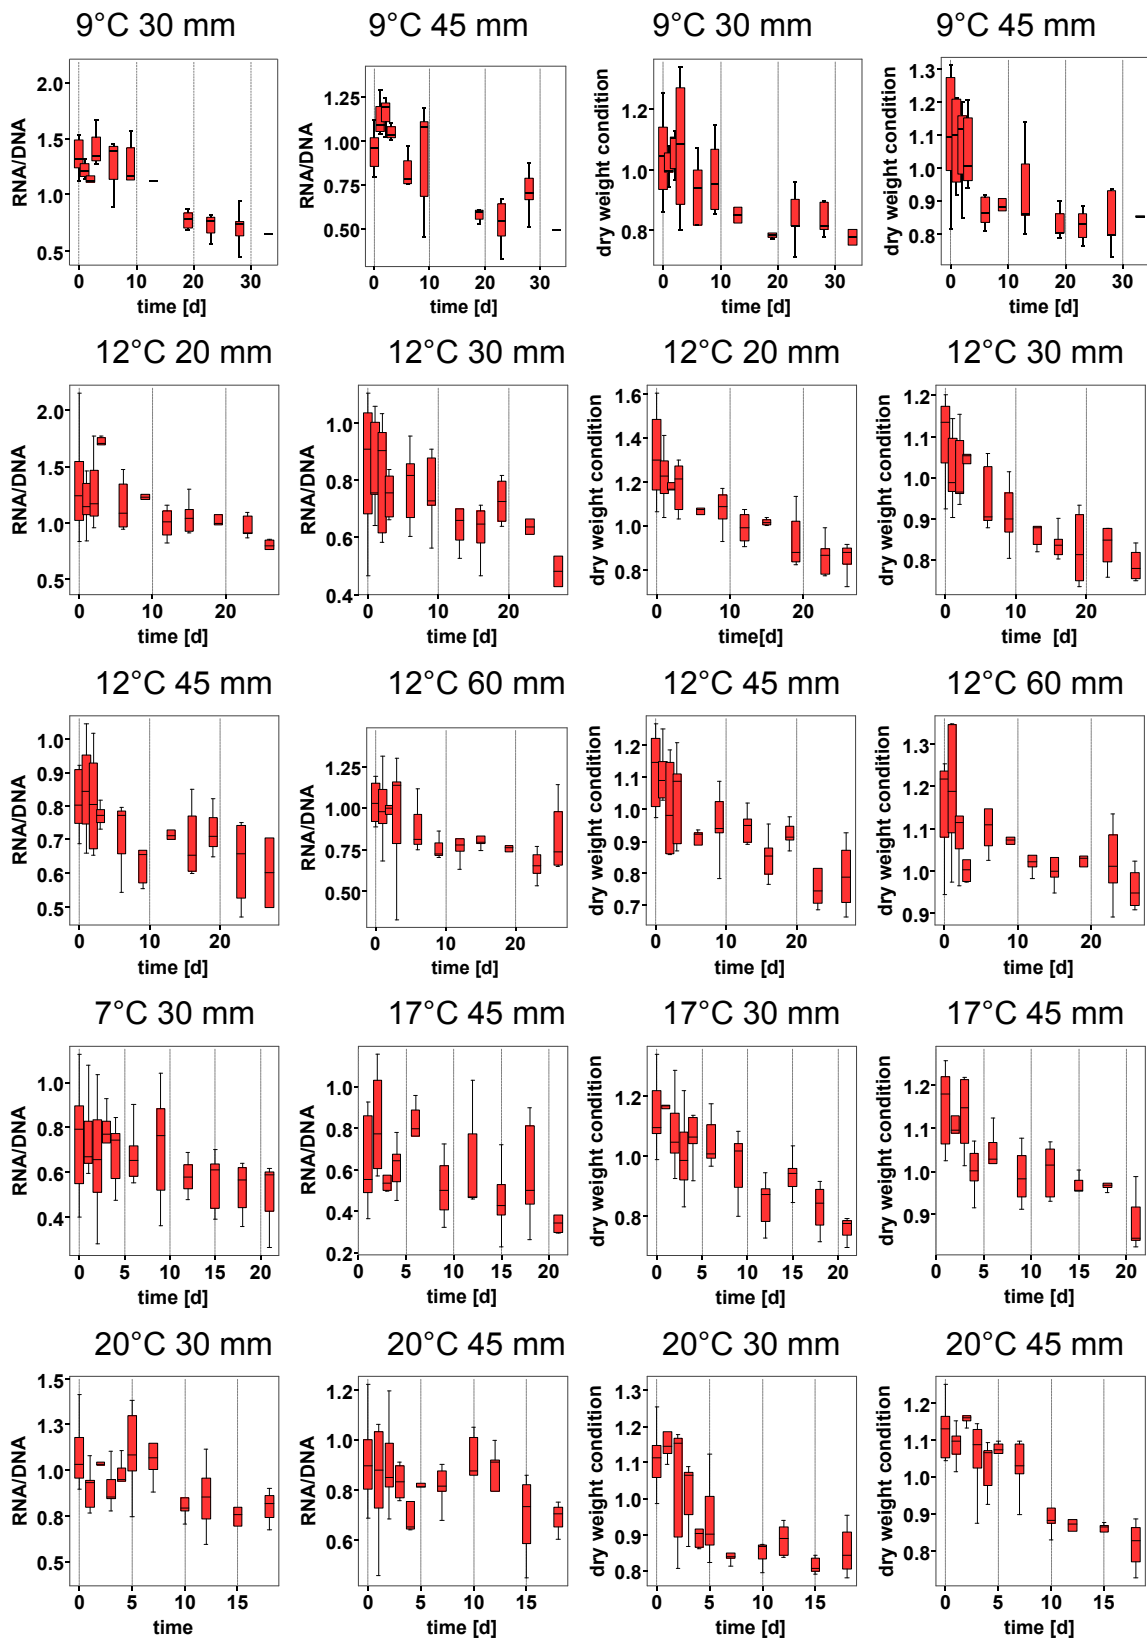 9°C 30 mm
9°C 45 mm
9°C 30 mm
9°C 45 mm
RNA/DNA
2.0
1.5
1.0
0.5
0 10 20 30
time [d]
RNA/DNA
1.25
1.00
0.75
0.50
0 10 20 30
time [d]
dry weight condition
1.2
1.0
0.8
0 10 20 30
time [d]
dry weight condition
1.3
1.2
1.1
1.0
0.9
0.8
0 10 20 30
time [d]
12°C 20 mm
12°C 30 mm
12°C 20 mm
12°C 30 mm
RNA/DNA
2.0
1.5
1.0
0.5
0 10 20
time [d]
RNA/DNA
1.0
0.8
0.6
0.4
0 10 20
time [d]
dry weight condition
1.6
1.4
1.2
1.0
0.8
0 10 20
time[d]
dry weight condition
1.2
1.1
1.0
0.9
0.8
0 10 20
time [d]
12°C 45 mm
12°C 60 mm
12°C 45 mm
12°C 60 mm
RNA/DNA
1.0
0.9
0.8
0.7
0.6
0.5
0 10 20
time [d]
RNA/DNA
1.25
1.00
0.75
0.50
0 10 20
time [d]
dry weight condition
1.2
1.1
1.0
0.9
0.8
0.7
0 10 20
time [d]
dry weight condition
1.3
1.2
1.1
1.0
0.9
0 10 20
time [d]
7°C 30 mm
17°C 45 mm
17°C 30 mm
17°C 45 mm
RNA/DNA
1.0
0.8
0.6
0.4
0 5 10 15 20
time [d]
RNA/DNA
1.0
0.8
0.6
0.4
0.2
0 5 10 15 20
time [d]
dry weight condition
1.2
1.0
0.8
0 5 10 15 20
time [d]
dry weight condition
1.2
1.1
1.0
0.9
0 5 10 15 20
time [d]
20°C 30 mm
20°C 45 mm
20°C 30 mm
20°C 45 mm
RNA/DNA
1.5
1.3
1.0
0.8
0.5
0 5 10 15
time
RNA/DNA
1.2
1.0
0.8
0.6
0 5 10 15
time [d]
dry weight condition
1.3
1.2
1.1
1.0
0.9
0.8
0 5 10 15
time [d]
dry weight condition
1.2
1.1
1.0
0.9
0.8
0 5 10 15
time [d]